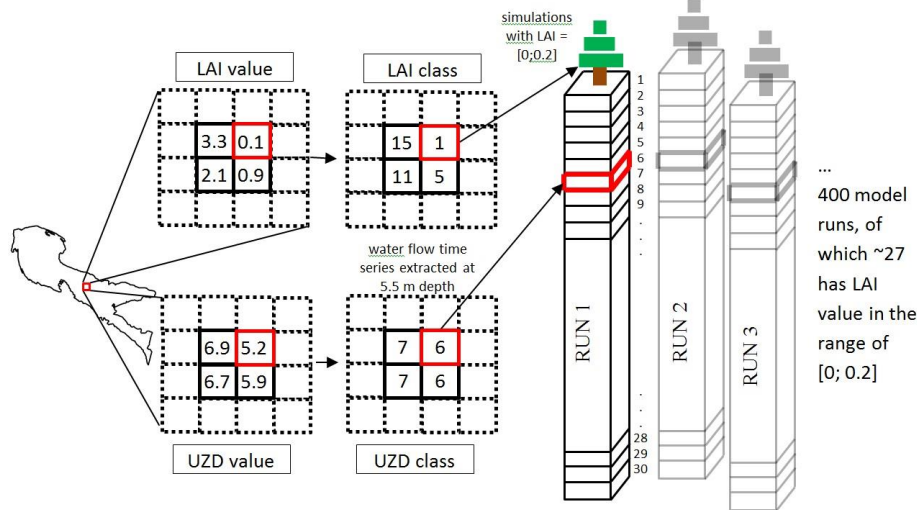 simulations
with LAI =
[0;0.2]
LAI value
LAI class
3.3 0.1
2.1 0.9
15 1
11 5
water flow time
series extracted at
5.5 m depth
6.9 5.2
6.7 5.9
7 6
7 6
UZD value
UZD class
1
2
3
4
5
6
7
8
9
.
.
.
.
.
.
28
29
30
RUN 1
RUN 2
RUN 3
...
400 model
runs, of
which ~27
has LAI
value in the
range of
[0; 0.2]